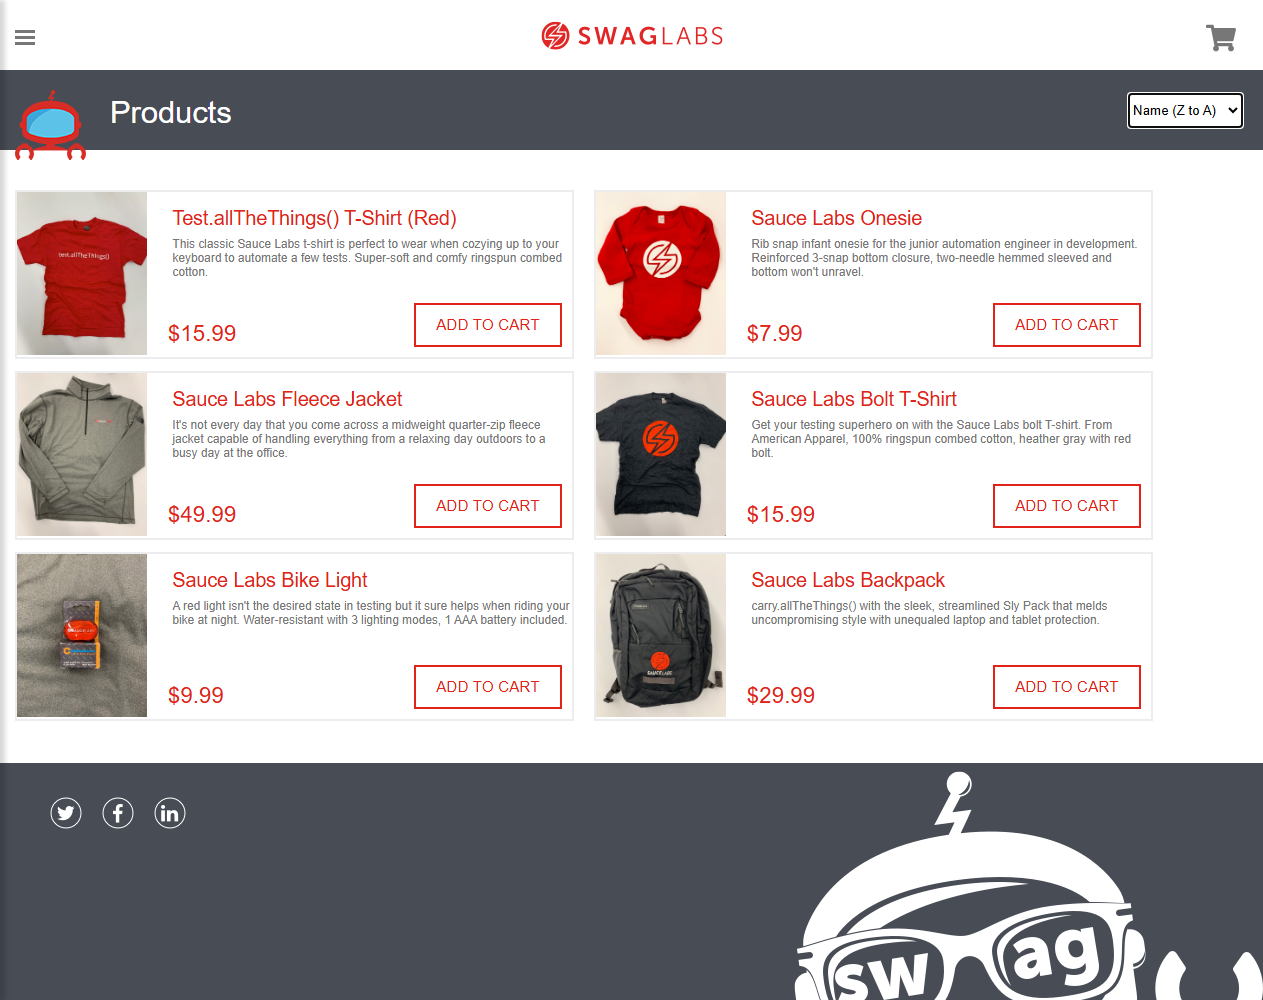 SWAGLABS
Products
Name (Z to A)
test.allTheThings()
Test.allTheThings() T-Shirt (Red)
This classic Sauce Labs t-shirt is perfect to wear when cozying up to your
keyboard to automate a few tests. Super-soft and comfy ringspun combed
cotton.
$15.99
ADD TO CART
Sauce Labs Onesie
Rib snap infant onesie for the junior automation engineer in development.
Reinforced 3-snap bottom closure, two-needle hemmed sleeved and
bottom won't unravel.
$7.99
ADD TO CART
Sauce Labs Fleece Jacket
It's not every day that you come across a midweight quarter-zip fleece
jacket capable of handling everything from a relaxing day outdoors to a
busy day at the office.
$49.99
ADD TO CART
Sauce Labs Bolt T-Shirt
Get your testing superhero on with the Sauce Labs bolt T-shirt. From
American Apparel, 100% ringspun combed cotton, heather gray with red
bolt.
$15.99
ADD TO CART
Sauce Labs Bike Light
A red light isn't the desired state in testing but it sure helps when riding your
bike at night. Water-resistant with 3 lighting modes, 1 AAA battery included.
$9.99
ADD TO CART
SAUCELABS
Sauce Labs Backpack
carry.allTheThings() with the sleek, streamlined Sly Pack that melds
uncompromising style with unequaled laptop and tablet protection.
$29.99
ADD TO CART
swag